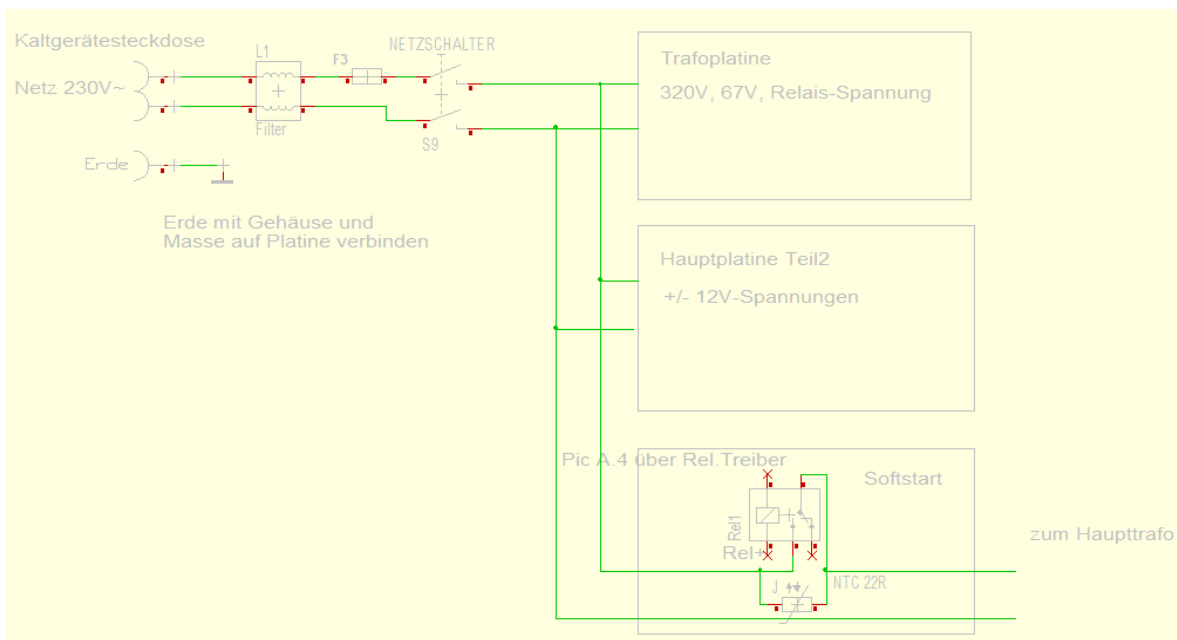 Kaltgerätesteckdose
Netz 230V~
L1
Filter
F3
NETZSCHALTER
S9
Erde
Erde mit Gehäuse und
Masse auf Platine verbinden
Trafoplatine
320V, 67V, Relais-Spannung
Hauptplatine Teil2
+/- 12V-Spannungen
Pic A.4 über Rel.Treiber
Softstart
Rel1
Rel+
J
NTC 22R
zum Haupttrafo